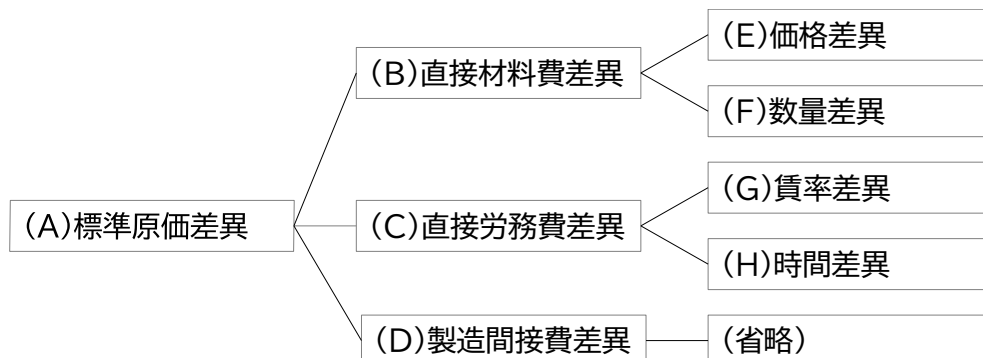 (A)標準原価差異
(B)直接材料費差異
(E)価格差異
(F)数量差異
(C)直接労務費差異
(G)賃率差異
(H)時間差異
(D)製造間接費差異
(省略)